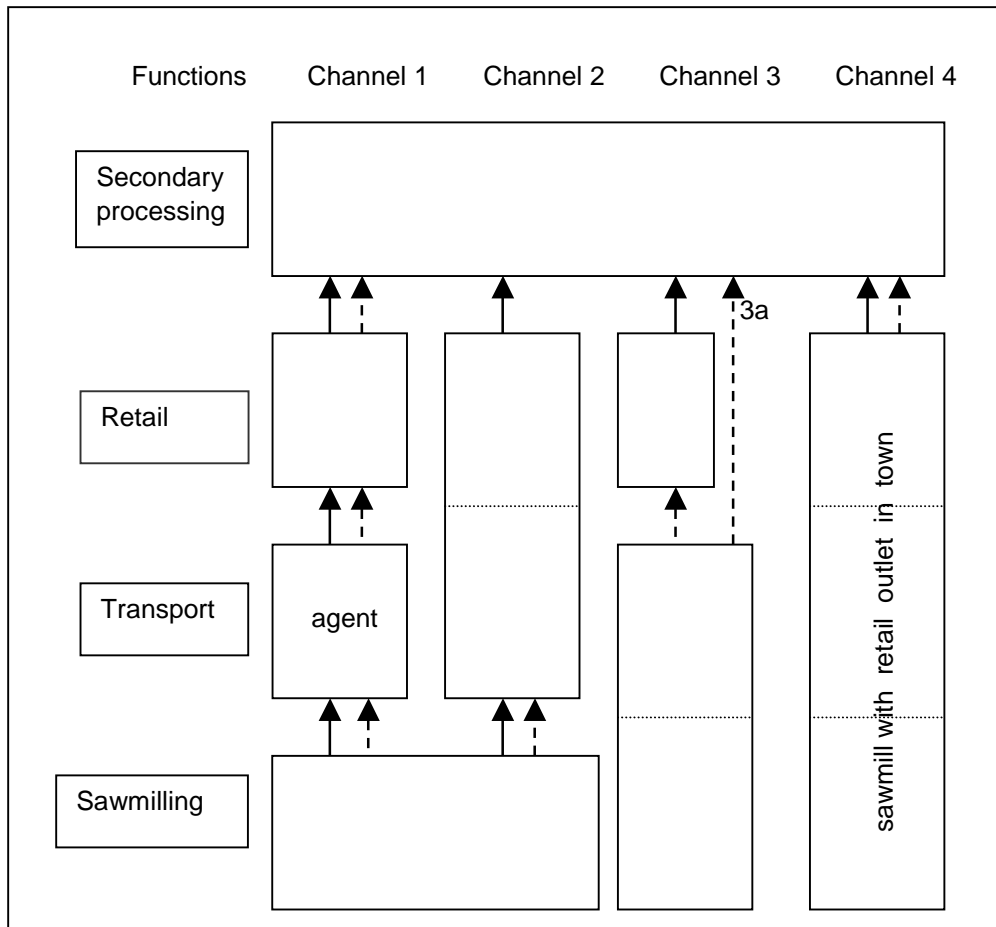 Functions Channel 1 Channel 2 Channel 3 Channel 4
Secondary
processing
3a
Retail
Transport
agent
sawmill with retail outlet in town
Sawmilling